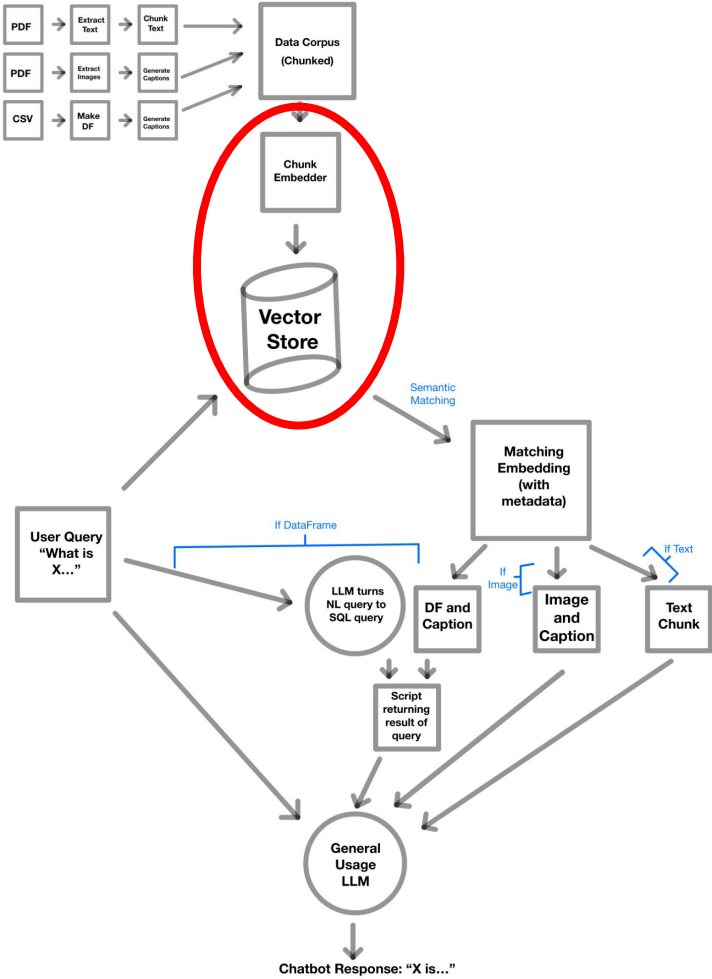 PDF
Extract
Text
Chunk
Text
Data Corpus
(Chunked)
PDF
Extract
Images
Generate
Captions
CSV
Make
DF
Generate
Captions
Chunk
Embedder
Vector
Store
Semantic
Matching
Matching
Embedding
(with
metadata)
User Query
“What is
X…”
If DataFrame
If
Image
If Text
LLM turns
NL query to
SQL query
DF and
Caption
Image
and
Caption
Text
Chunk
Script
returning
result of
query
General
Usage
LLM
Chatbot Response: “X is…”